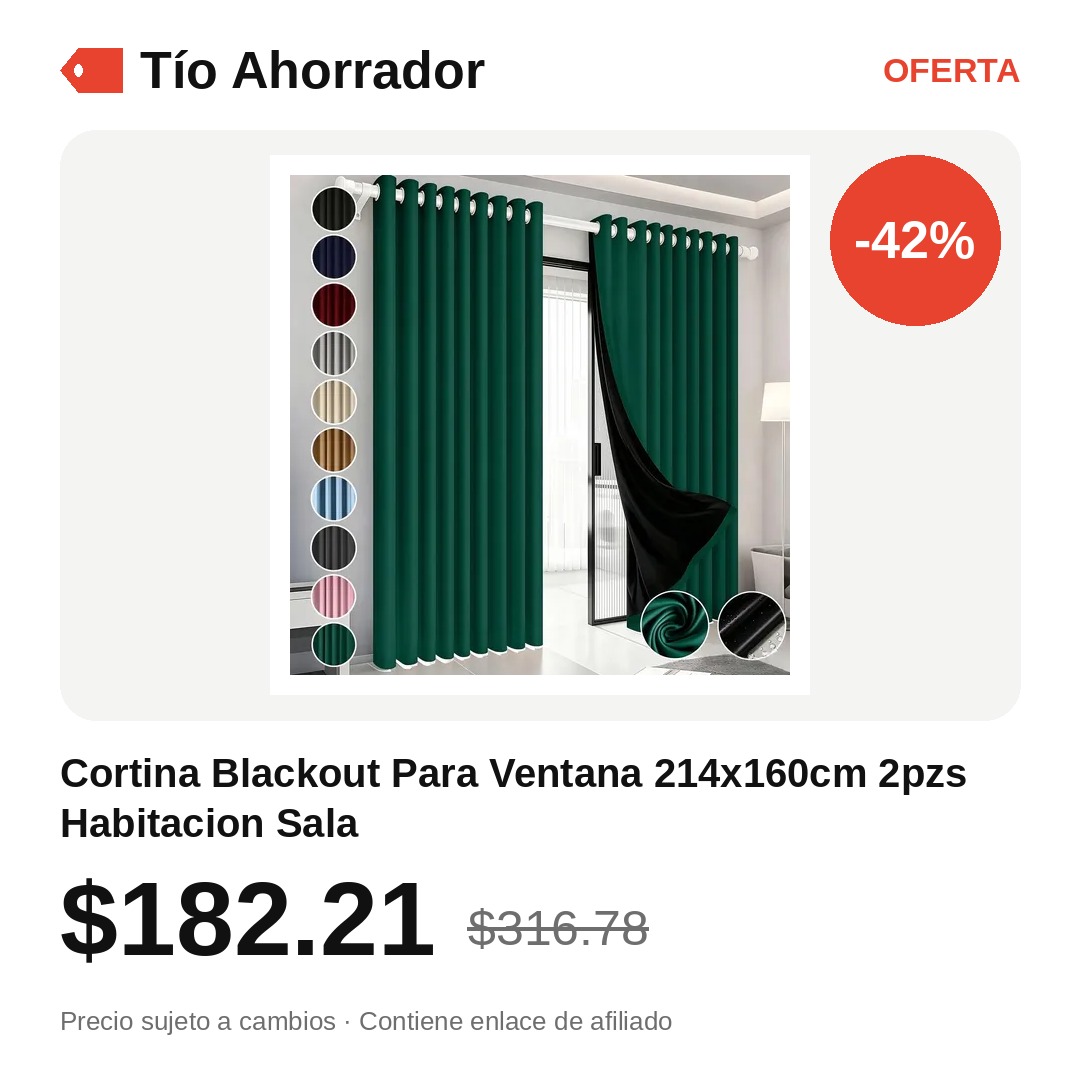 Tío Ahorrador
OFERTA
-42%
Cortina Blackout Para Ventana 214x160cm 2pzs
Habitacion Sala
$182.21 $316.78
Precio sujeto a cambios · Contiene enlace de afiliado